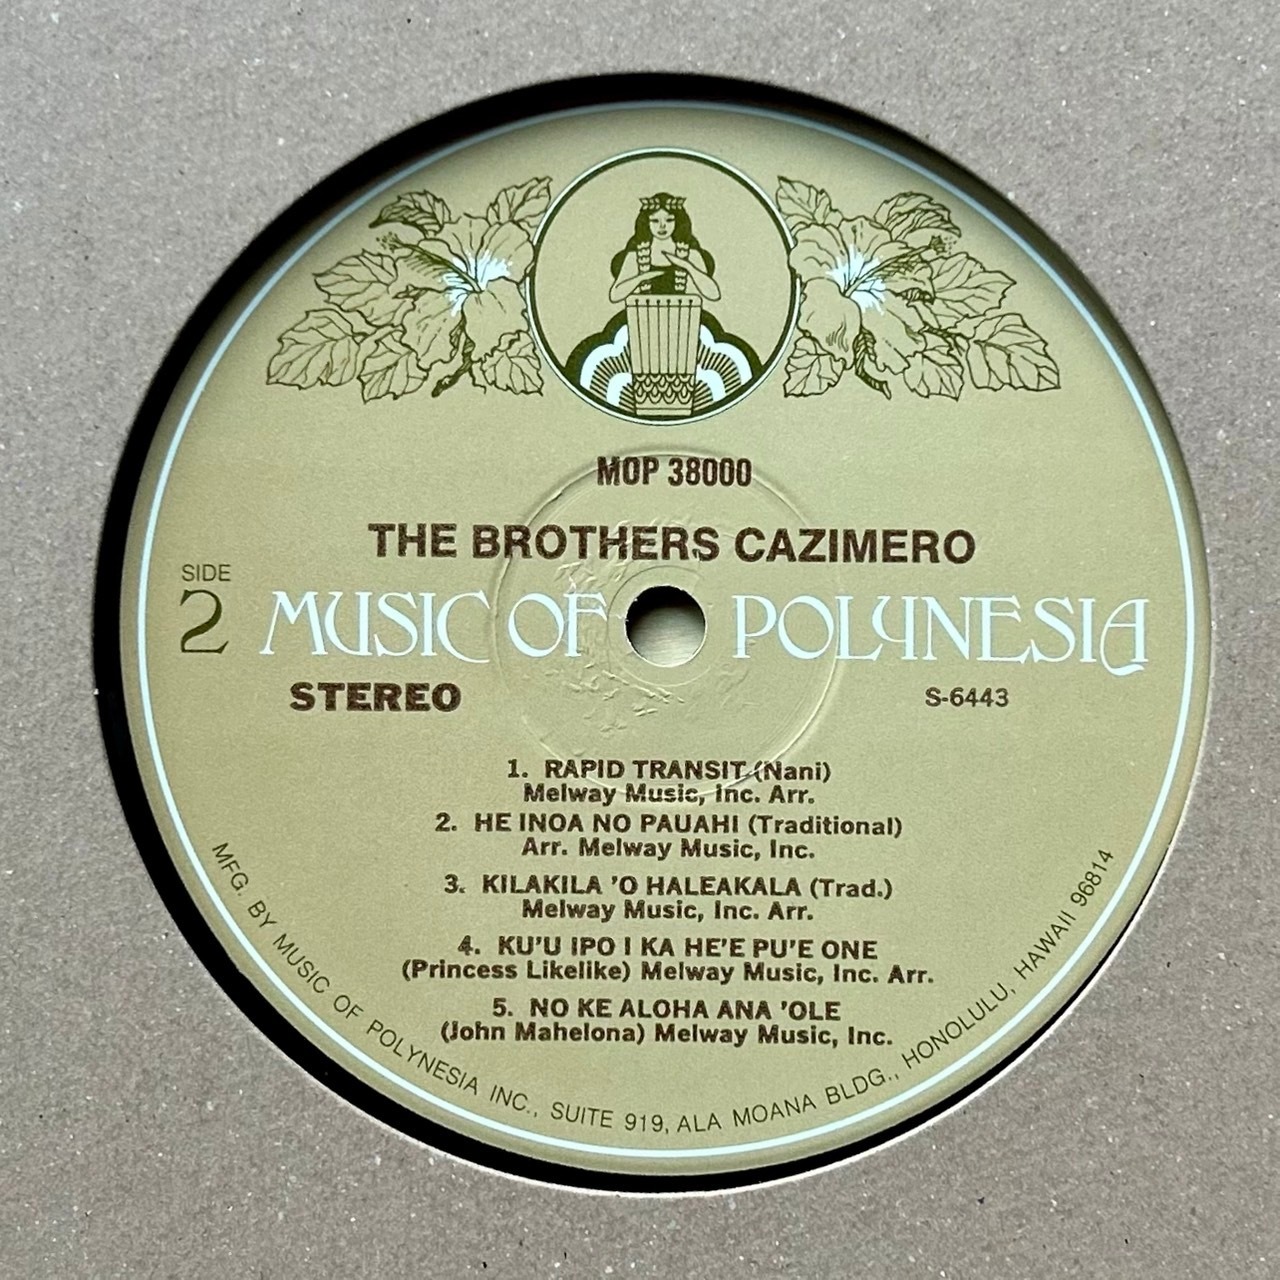 MOP 38000
THE BROTHERS CAZIMERO
SIDE
2
MUSIC OF POLYNESIA
STEREO
S-6443
1. RAPID TRANSIT (Nani)
Melway Music, Inc. Arr.
2. HE INOA NO PAUAHI (Traditional)
Arr. Melway Music, Inc.
3. KILAKILA 'O HALEAKALA (Trad.)
Melway Music, Inc. Arr.
4. KU'U IPO I KA HE'E PU'E ONE
(Princess Likelike) Melway Music, Inc. Arr.
5. NO KE ALOHA ANA 'OLE
(John Mahelona) Melway Music, Inc.
MFG. BY MUSIC OF POLYNESIA INC., SUITE 919, ALA MOANA BLDG., HONOLULU, HAWAII 96814